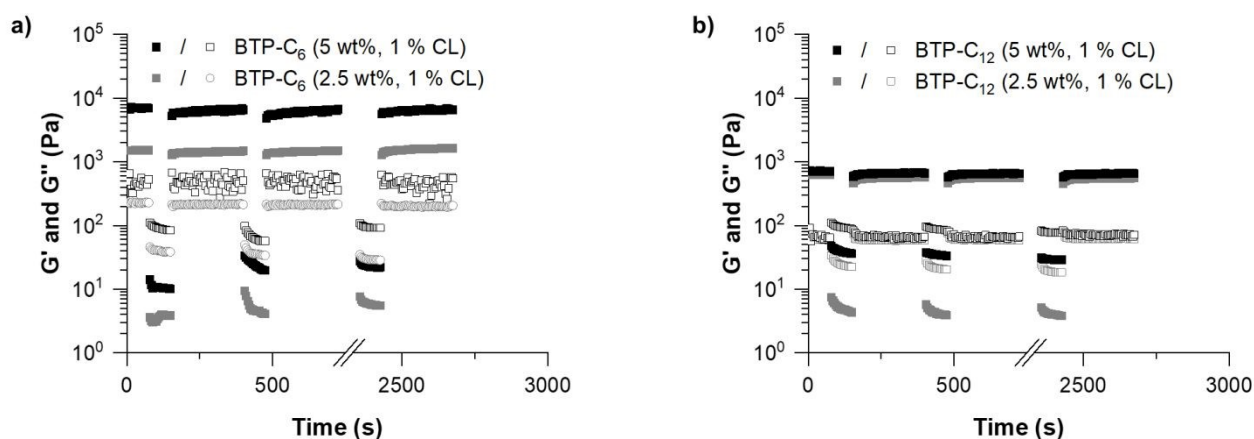 a)
■ / □ BTP-C₆ (5 wt%, 1 % CL)
■ / ○ BTP-C₆ (2.5 wt%, 1 % CL)
G' and G'' (Pa)
10⁵
10⁴
10³
10²
10¹
10⁰
0 500 2500 3000
Time (s)
b)
■ / □ BTP-C₁₂ (5 wt%, 1 % CL)
■ / □ BTP-C₁₂ (2.5 wt%, 1 % CL)
G' and G'' (Pa)
10⁵
10⁴
10³
10²
10¹
10⁰
0 500 2500 3000
Time (s)